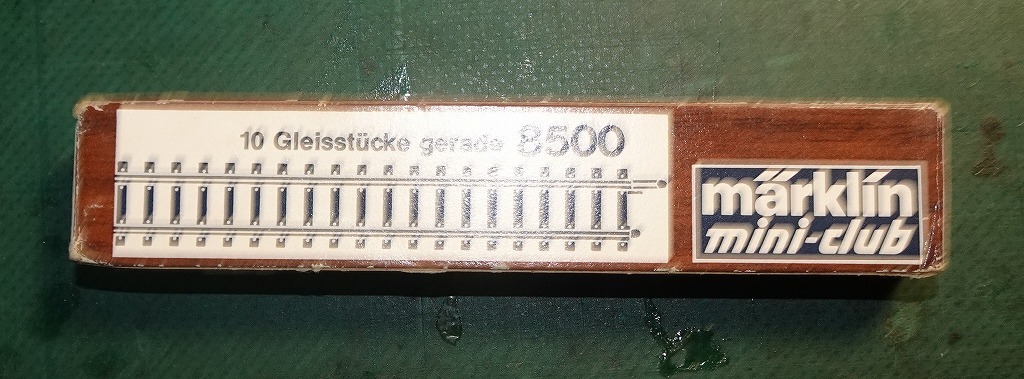 10 Gleisstücke gerade 8500
märklin
mini-club